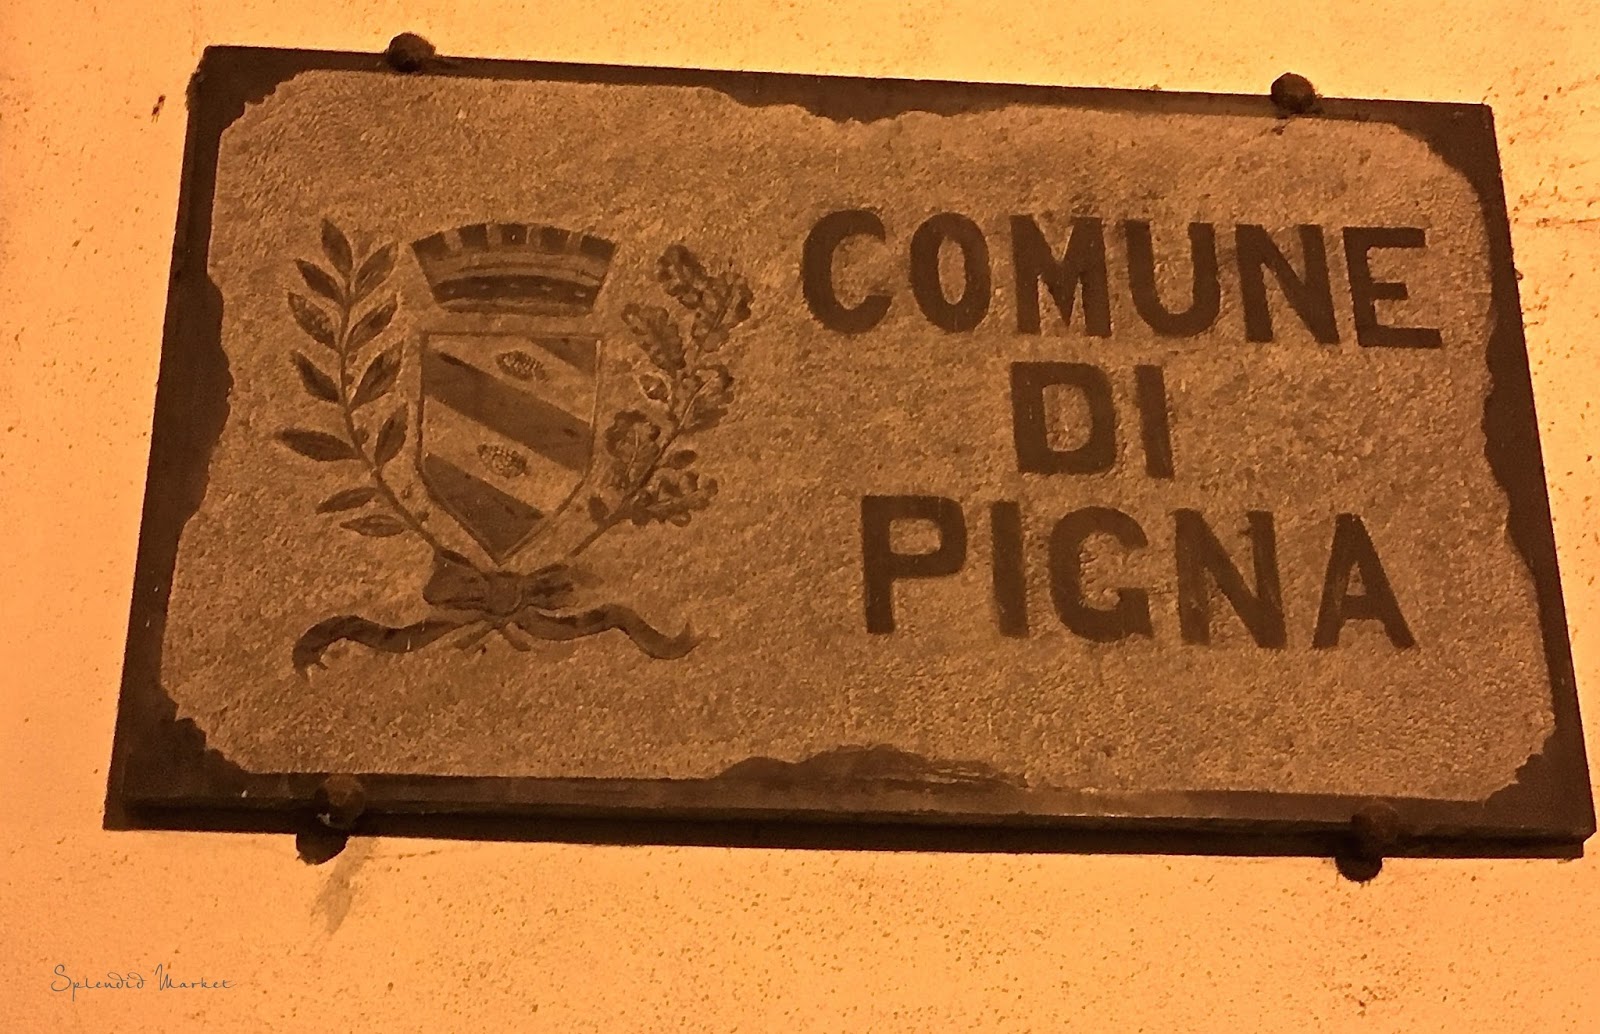 COMUNE
DI
PIGNA
Splendid Market